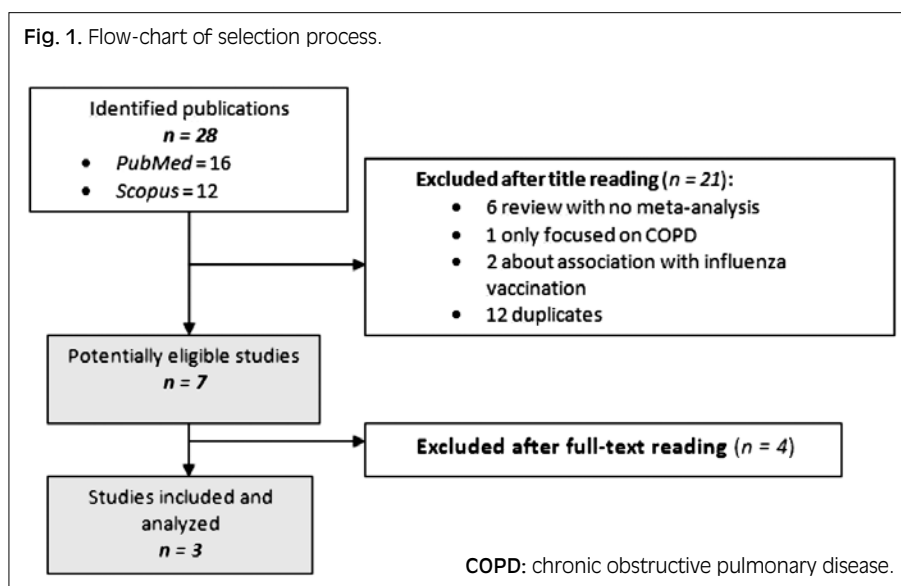 Fig. 1. Flow-chart of selection process.
Identified publications
n = 28
• PubMed = 16
• Scopus = 12
Excluded after title reading (n = 21):
• 6 review with no meta-analysis
• 1 only focused on COPD
• 2 about association with influenza
vaccination
• 12 duplicates
Potentially eligible studies
n = 7
Excluded after full-text reading (n = 4)
Studies included and
analyzed
n = 3
COPD: chronic obstructive pulmonary disease.